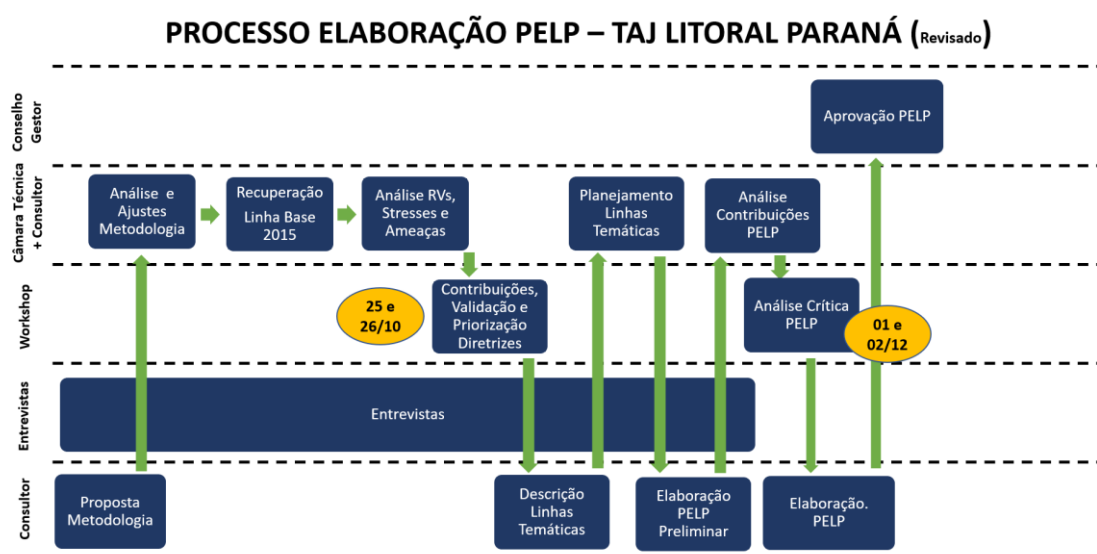 PROCESSO ELABORAÇÃO PELP – TAJ LITORAL PARANÁ (Revisado)
Conselho
Gestor
Aprovação PELP
Câmara Técnica
+ Consultor
Análise e
Ajustes
Metodologia
Recuperação
Linha Base
2015
Análise RVs,
Stresses e
Ameaças
Planejamento
Linhas
Temáticas
Análise
Contribuições
PELP
Workshop
25 e
26/10
Contribuições,
Validação e
Priorização
Diretrizes
Análise Crítica
PELP
01 e
02/12
Entrevistas
Entrevistas
Consultor
Proposta
Metodologia
Descrição
Linhas
Temáticas
Elaboração
PELP
Preliminar
Elaboração.
PELP